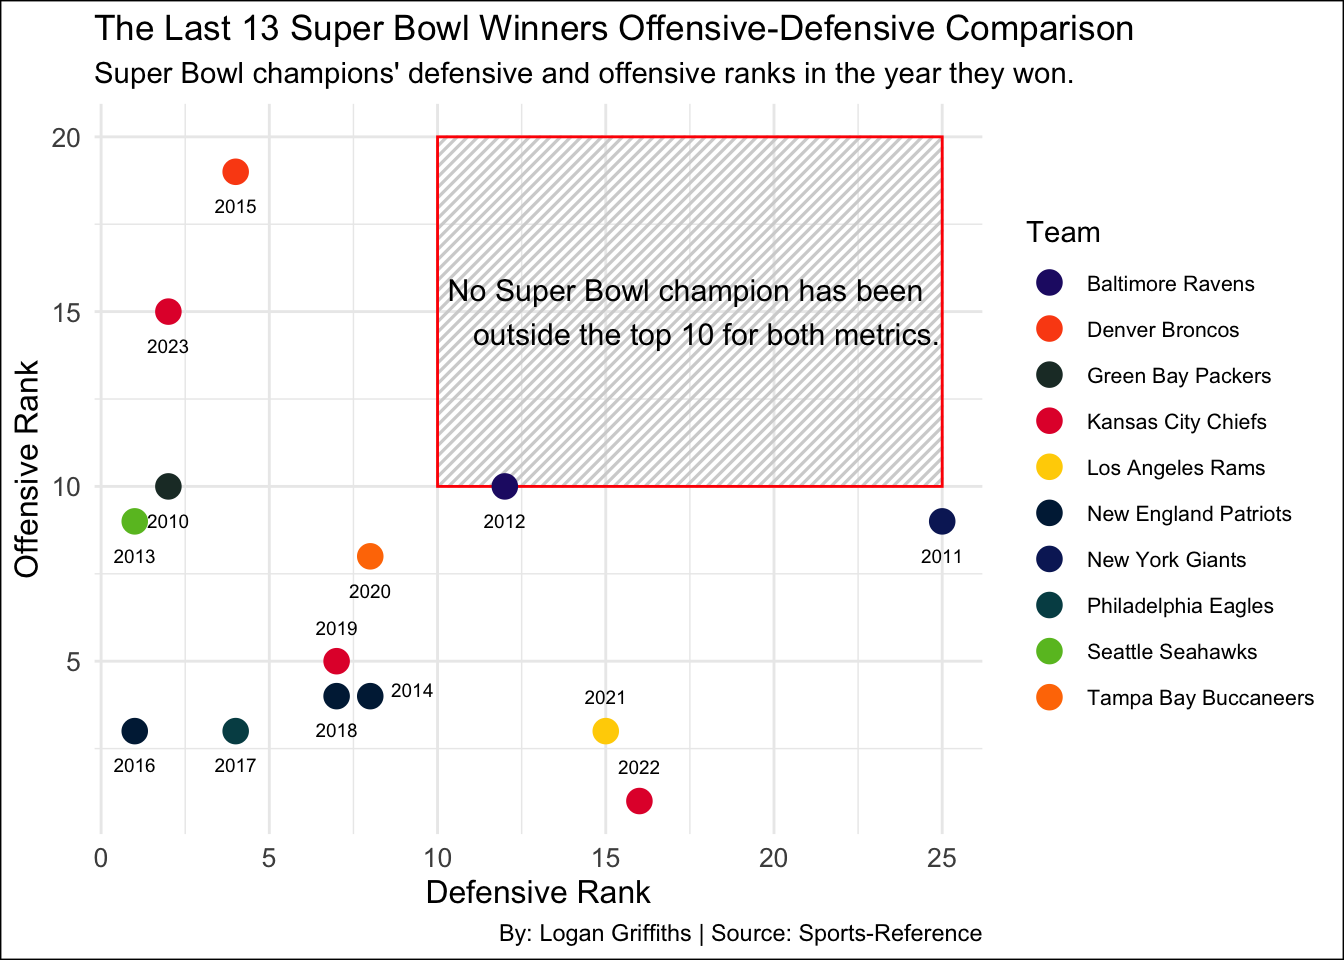 The Last 13 Super Bowl Winners Offensive-Defensive Comparison
Super Bowl champions' defensive and offensive ranks in the year they won.
Offensive Rank
20
15
10
5
2015
2023
2010
2013
2012
2011
2020
2019
2014
2018
2016
2017
2021
2022
No Super Bowl champion has been
outside the top 10 for both metrics.
0
5
10
15
20
25
Defensive Rank
Team
Baltimore Ravens
Denver Broncos
Green Bay Packers
Kansas City Chiefs
Los Angeles Rams
New England Patriots
New York Giants
Philadelphia Eagles
Seattle Seahawks
Tampa Bay Buccaneers
By: Logan Griffiths | Source: Sports-Reference